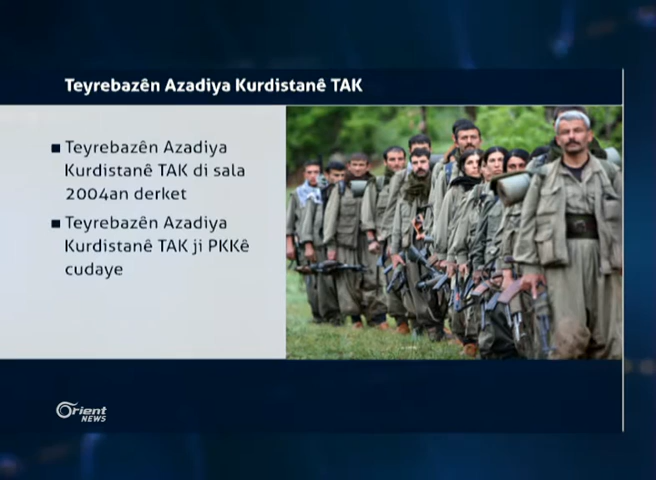 Teyrebazên Azadiya Kurdistanê TAK
Teyrebazên Azadiya
Kurdistanê TAK di sala
2004an derket
Teyrebazên Azadiya
Kurdistanê TAK ji PKKê
cudaye
Orient
NEWS